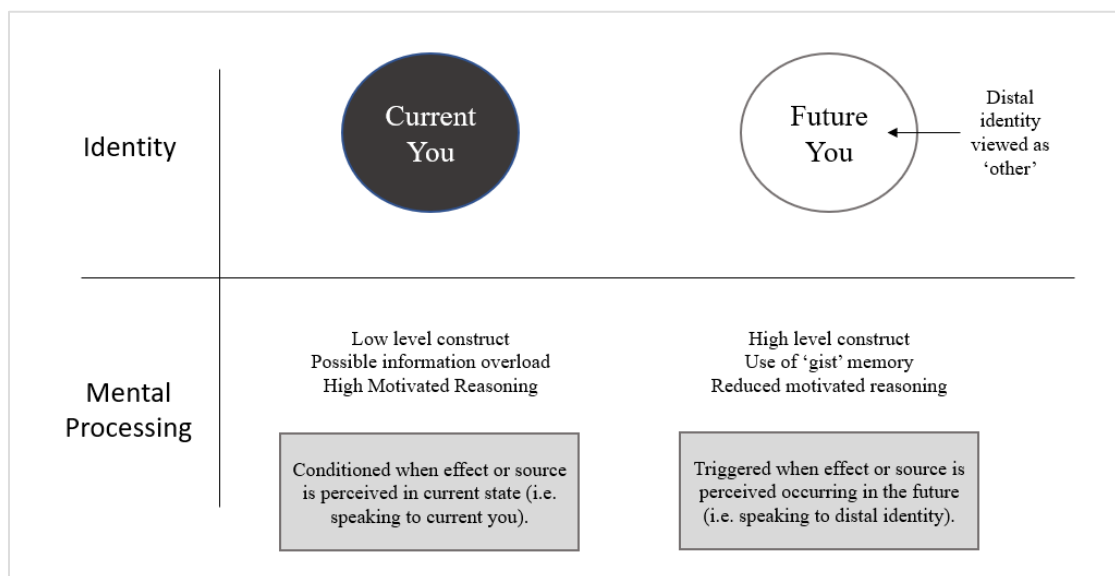 Identity
Current
You
Future
You
Distal
identity
viewed as
‘other’
Mental
Processing
Low level construct
Possible information overload
High Motivated Reasoning
High level construct
Use of ‘gist’ memory
Reduced motivated reasoning
Conditioned when effect or source
is perceived in current state (i.e.
speaking to current you).
Triggered when effect or source is
perceived occurring in the future
(i.e. speaking to distal identity).